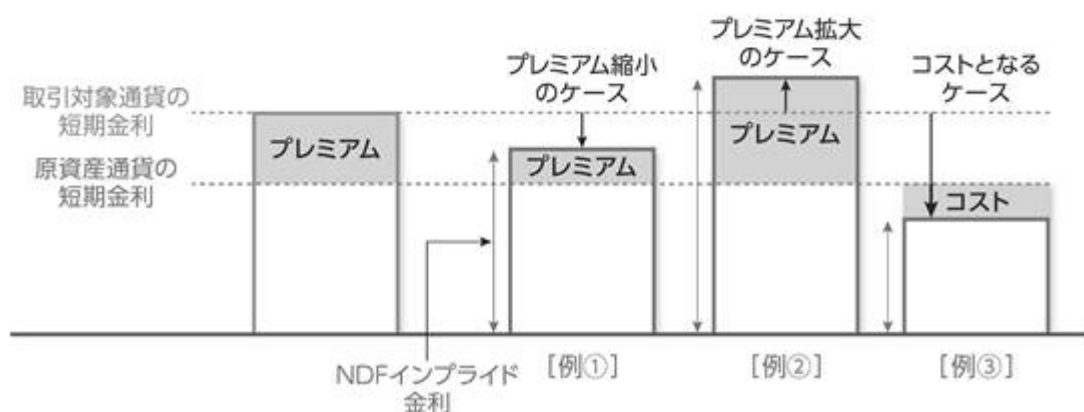 プレミアム拡大
のケース
プレミアム縮小
のケース
コストとなる
ケース
取引対象通貨の
短期金利
プレミアム
プレミアム
プレミアム
原資産通貨の
短期金利
コスト
NDFインプライド
金利
[例①]
[例②]
[例③]